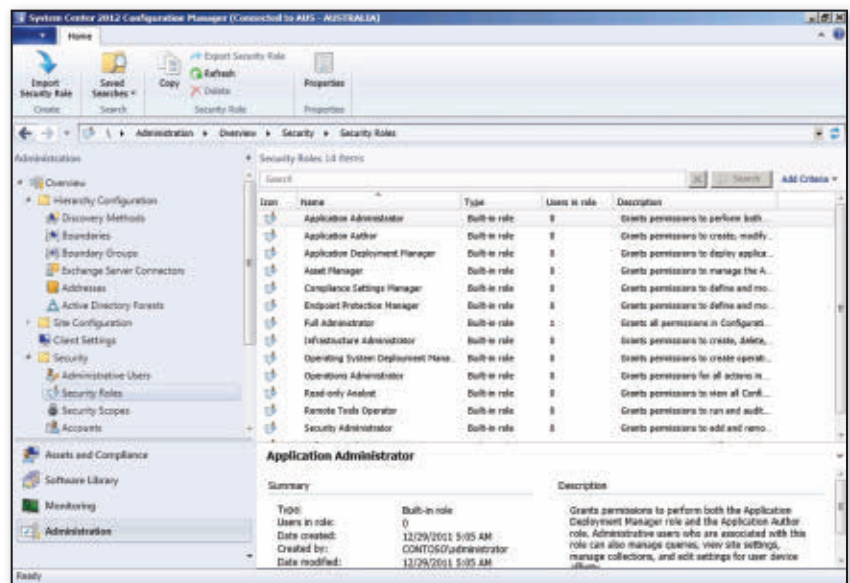 System Center 2012 Configuration Manager (Connected to AUS - AUSTRALIA)
Home
Import Security Role
Saved Searches
Copy
Export Security Role
Refresh
Delete
Properties
Create
Search
Security Role
Properties
\ Administration Overview Security Security Roles
Administration
Overview
Hierarchy Configuration
Discovery Methods
Boundaries
Boundary Groups
Exchange Server Connectors
Addresses
Active Directory Forests
Site Configuration
Client Settings
Security
Administrative Users
Security Roles
Security Scopes
Accounts
Assets and Compliance
Software Library
Monitoring
Administration
Security Roles 14 items
Search
Search
Add Criteria
Icon Name Type Users in role Description
Application Administrator Built-in role Grants permissions to perform both...
Application Author Built-in role Grants permissions to create, modify...
Application Deployment Manager Built-in role Grants permissions to deploy applica...
Asset Manager Built-in role Grants permissions to manage the A...
Compliance Settings Manager Built-in role Grants permissions to define and mo...
Endpoint Protection Manager Built-in role Grants permissions to define and mo...
Full Administrator Built-in role Grants all permissions in Configurati...
Infrastructure Administrator Built-in role Grants permissions to create, delete,...
Operating System Deployment Mana... Built-in role Grants permissions to create operati...
Operations Administrator Built-in role Grants permissions for all actions in...
Read-only Analyst Built-in role Grants permissions to view all Confi...
Remote Tools Operator Built-in role Grants permissions to run and audit...
Security Administrator Built-in role Grants permissions to add and remo...
Application Administrator
Summary
Type: Built-in role
Users in role: 0
Date created: 12/29/2011 5:05 AM
Created by: CONTOSO\administrator
Date modified: 12/29/2011 5:05 AM
Description
Grants permissions to perform both the Application
Deployment Manager role and the Application Author
role. Administrative users who are associated with this
role can also manage queries, view site settings,
manage collections, and edit settings for user device
Ready